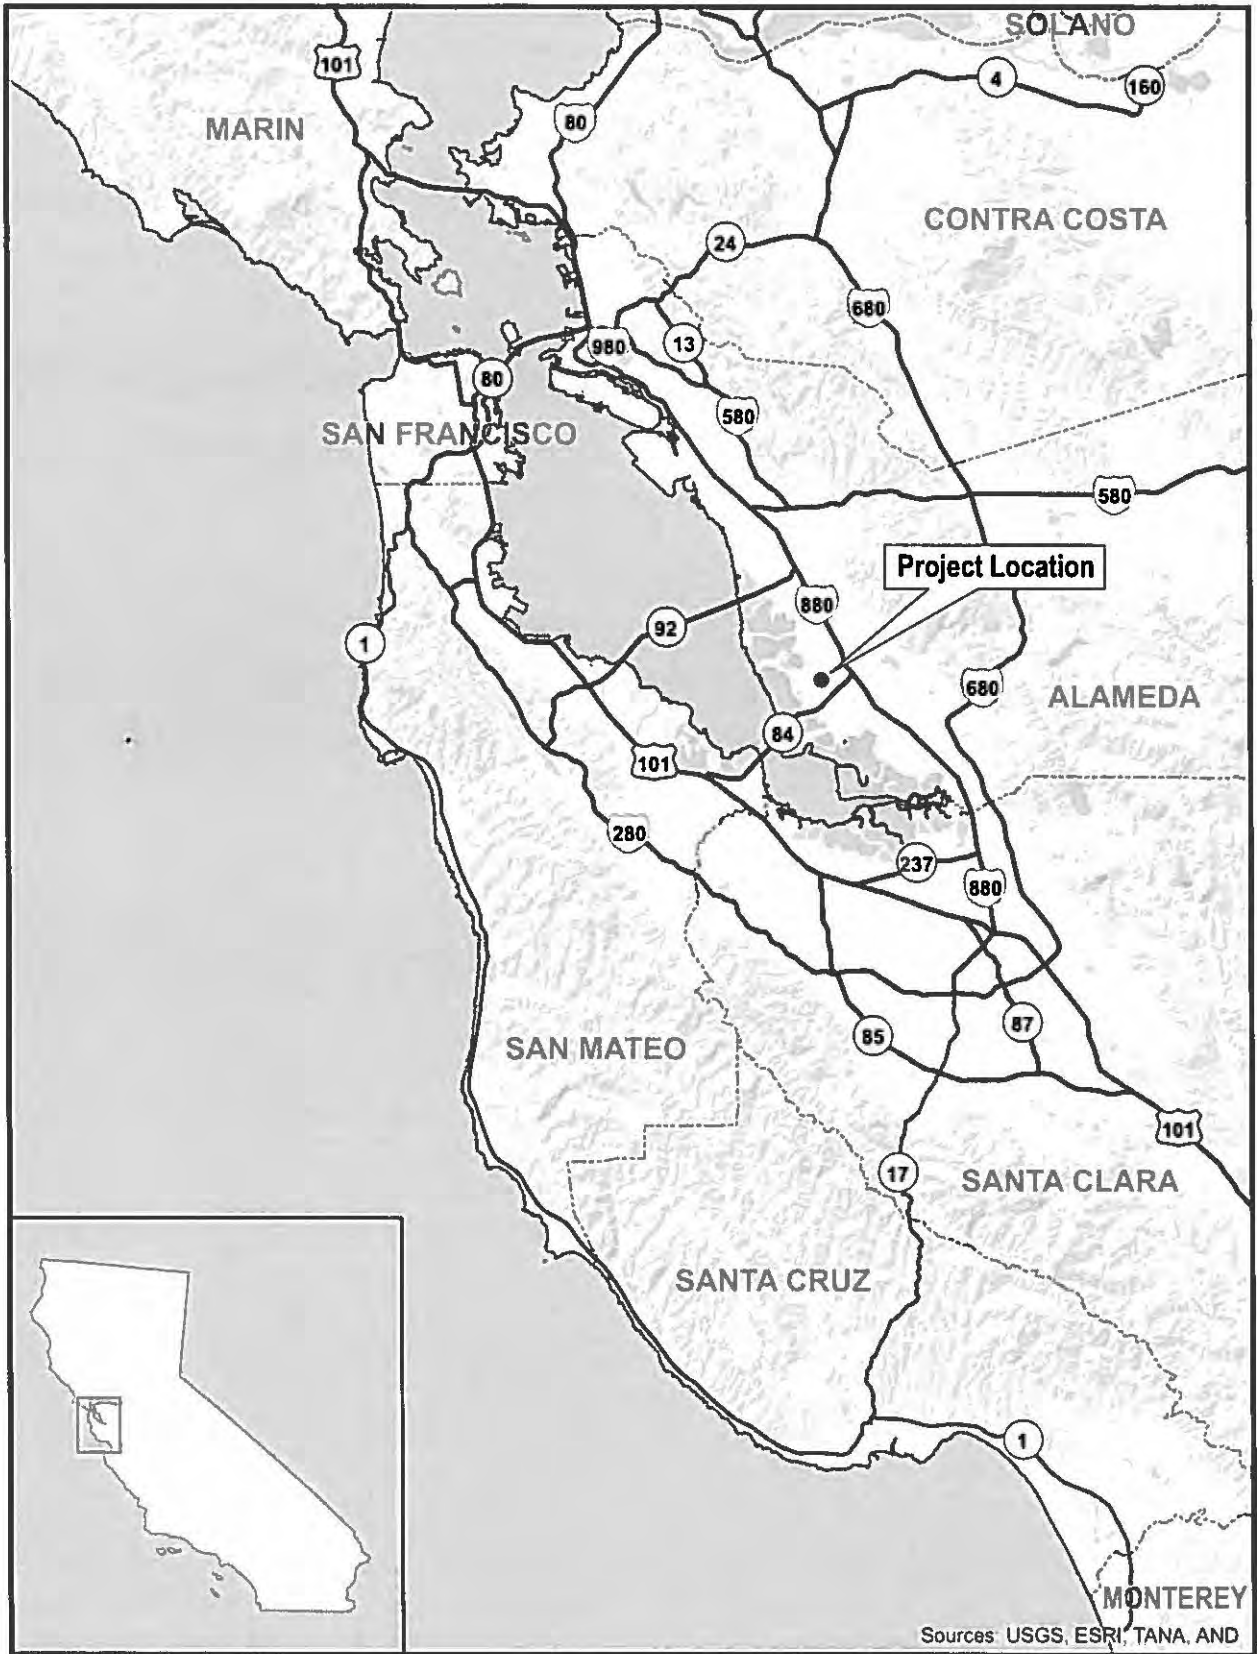 SOLANO
101
4
160
80
MARIN
CONTRA COSTA
24
680
980
13
80
580
SAN FRANCISCO
580
Project Location
880
92
1
680
ALAMEDA
84
101
280
237
880
87
85
SAN MATEO
101
17
SANTA CLARA
SANTA CRUZ
1
MONTEREY
Sources: USGS, ESRI, TANA, AND